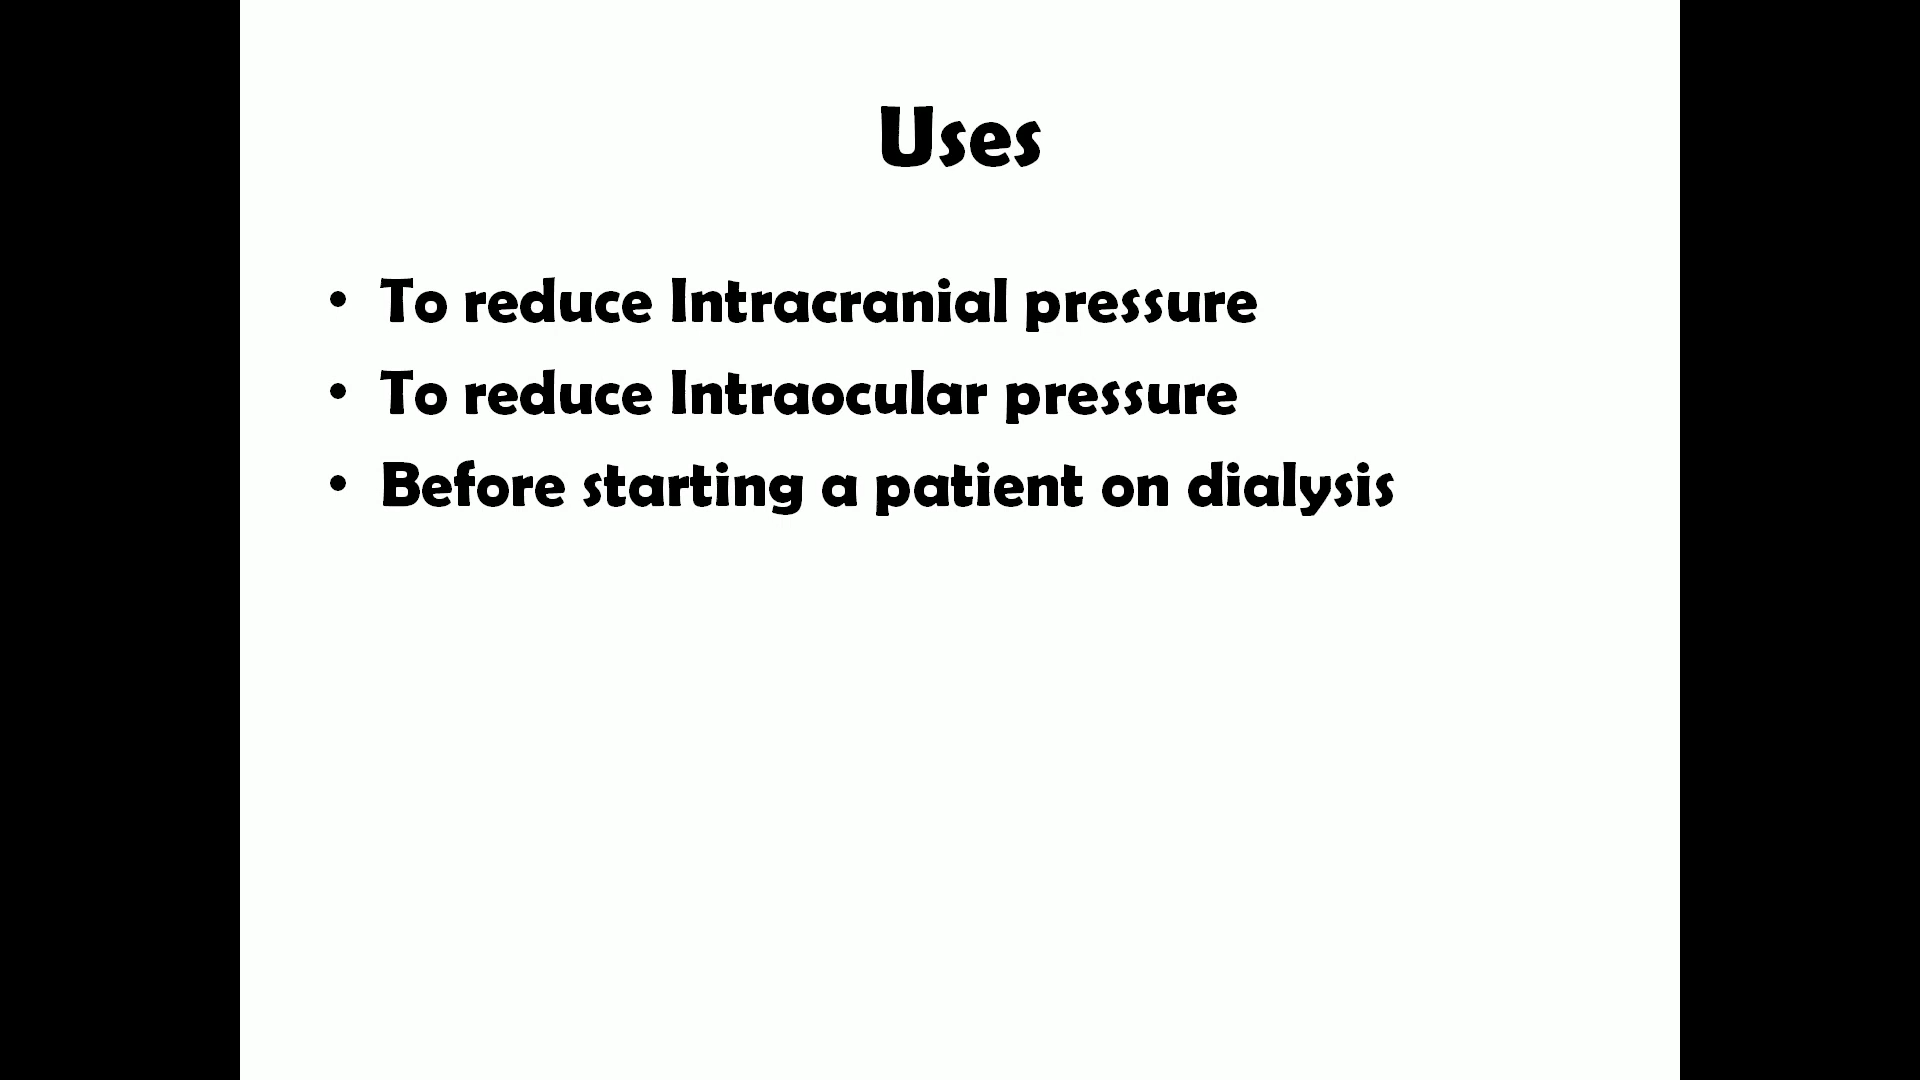 Uses
• To reduce Intracranial pressure
• To reduce Intraocular pressure
• Before starting a patient on dialysis